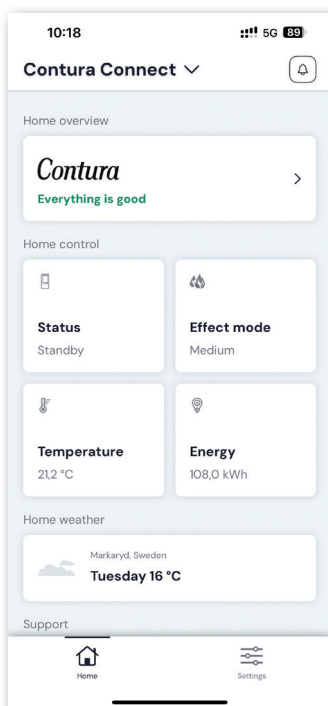 10:18 5G 89
Contura Connect
Home overview
Contura
Everything is good
Home control
Status
Standby
Effect mode
Medium
Temperature
21,2 °C
Energy
108,0 kWh
Home weather
Markaryd, Sweden
Tuesday 16 °C
Support
Home
Settings